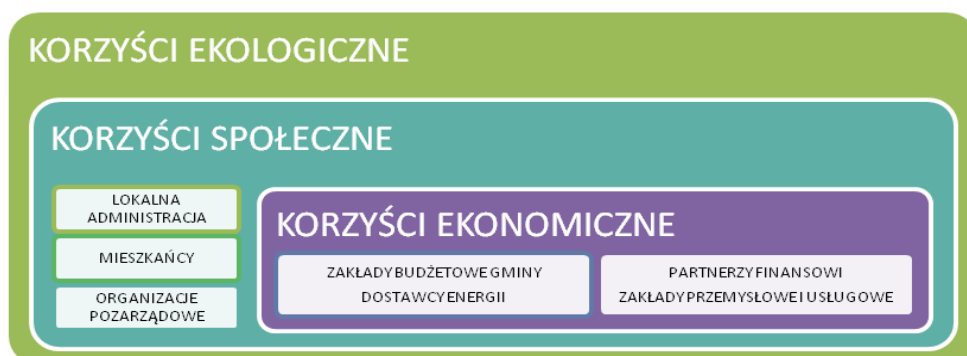 KORZYŚCI EKOLOGICZNE
KORZYŚCI SPOŁECZNE
LOKALNA
ADMINISTRACJA
MIESZKAŃCY
ORGANIZACJE
POZARZĄDOWE
KORZYŚCI EKONOMICZNE
ZAKŁADY BUDŻETOWE GMINY
DOSTAWCY ENERGII
PARTNERZY FINANSOWI
ZAKŁADY PRZEMYSŁOWE I USŁUGOWE